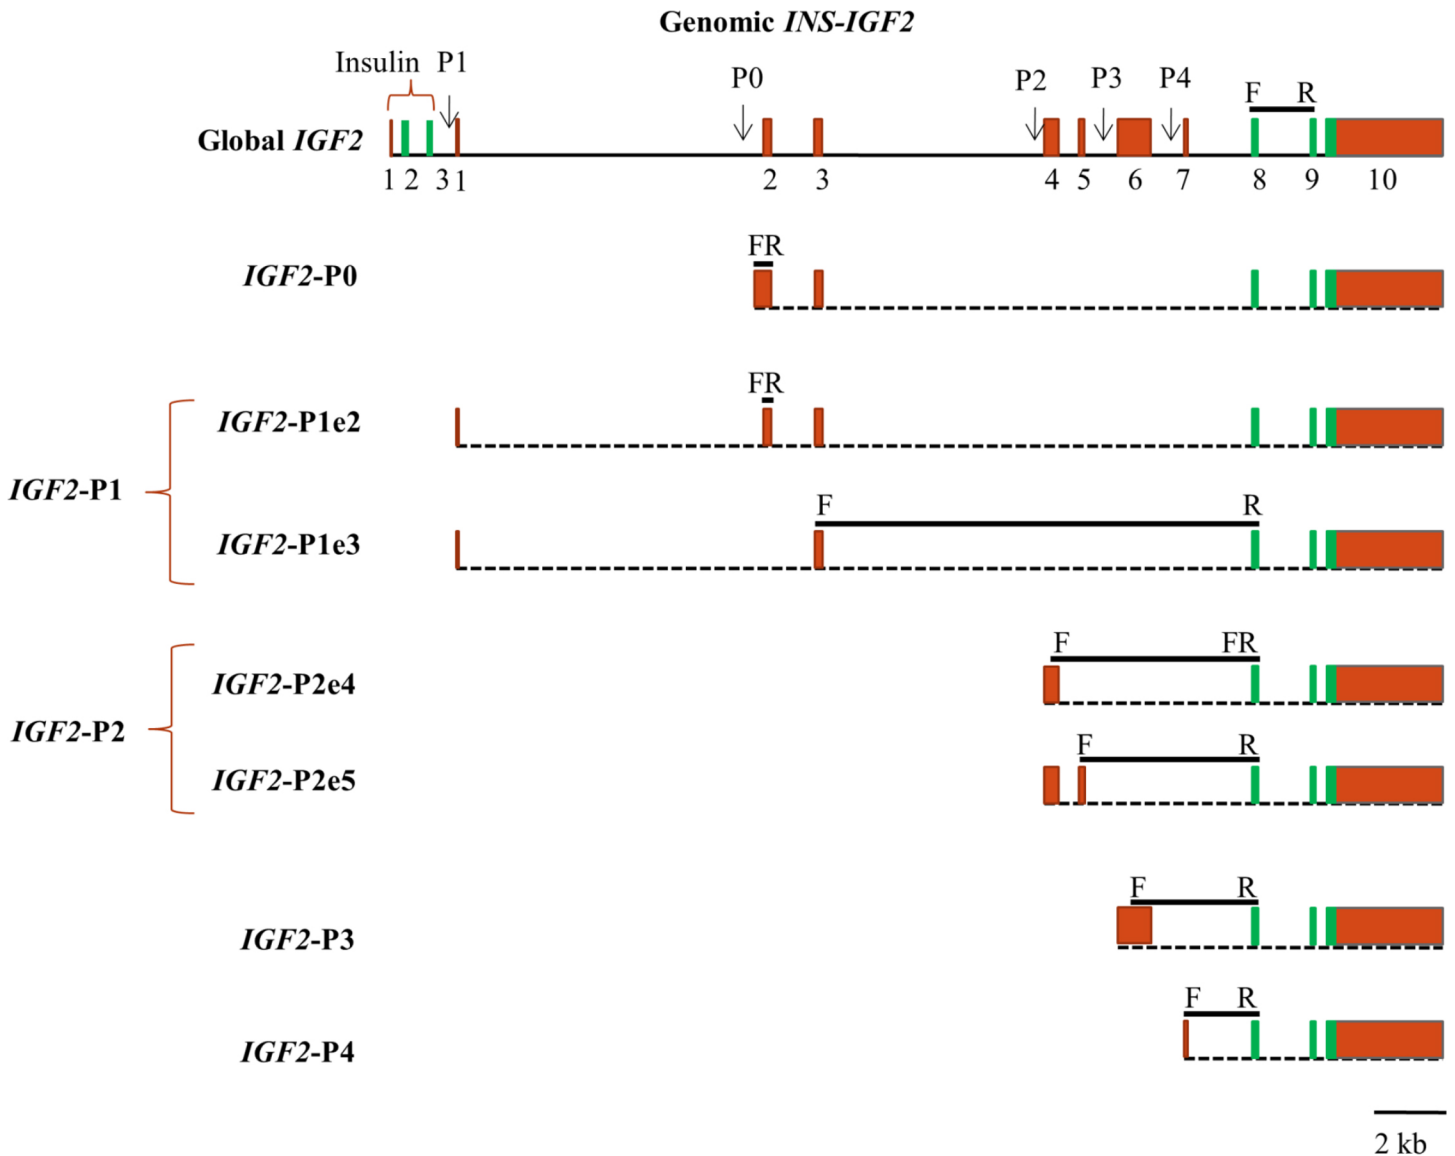 Genomic INS-IGF2
Insulin P1 P0 P2 P3 P4 F R
Global IGF2
1 2 3 1 2 3 4 5 6 7 8 9 10
FR
IGF2-P0
FR
IGF2-P1e2
IGF2-P1
F R
IGF2-P1e3
F FR
IGF2-P2e4
IGF2-P2
F R
IGF2-P2e5
F R
IGF2-P3
F R
IGF2-P4
2 kb